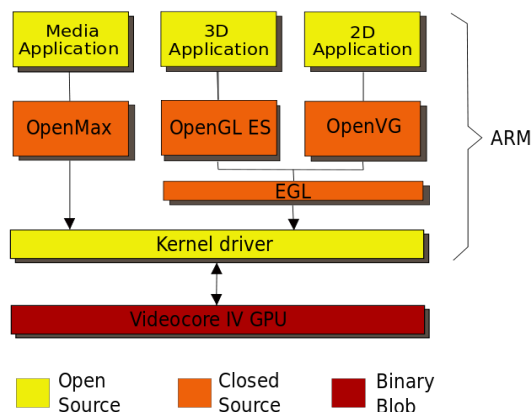 Media
Application
3D
Application
2D
Application
OpenMax
OpenGL ES
OpenVG
ARM
EGL
Kernel driver
Videocore IV GPU
Open
Source
Closed
Source
Binary
Blob